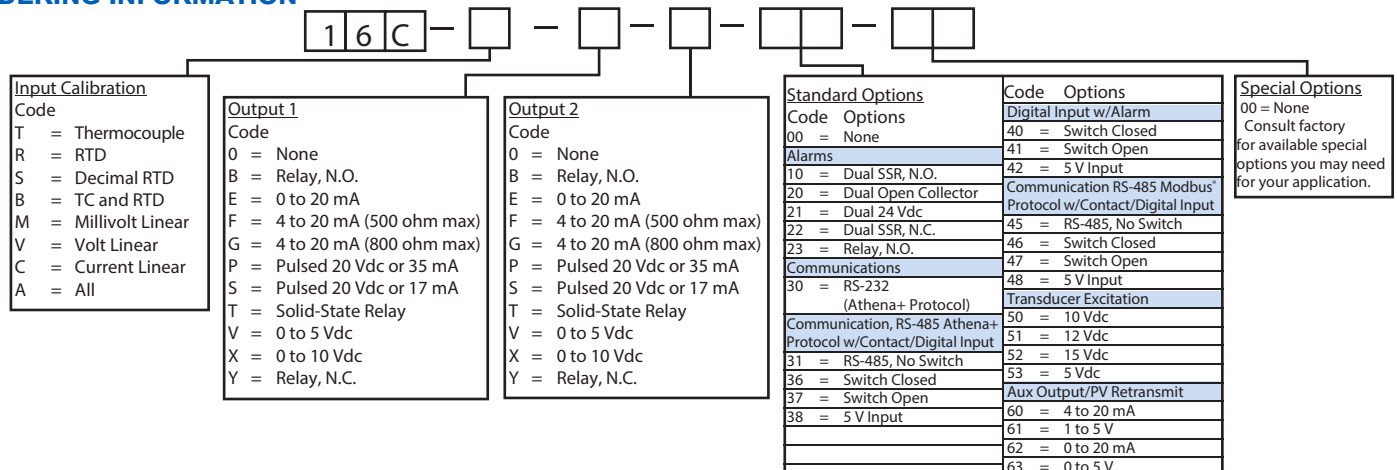 DERING INFORMATION
1 6 C – – – – –
Input Calibration
Code
T = Thermocouple
R = RTD
S = Decimal RTD
B = TC and RTD
M = Millivolt Linear
V = Volt Linear
C = Current Linear
A = All
Output 1
Code
0 = None
B = Relay, N.O.
E = 0 to 20 mA
F = 4 to 20 mA (500 ohm max)
G = 4 to 20 mA (800 ohm max)
P = Pulsed 20 Vdc or 35 mA
S = Pulsed 20 Vdc or 17 mA
T = Solid-State Relay
V = 0 to 5 Vdc
X = 0 to 10 Vdc
Y = Relay, N.C.
Output 2
Code
0 = None
B = Relay, N.O.
E = 0 to 20 mA
F = 4 to 20 mA (500 ohm max)
G = 4 to 20 mA (800 ohm max)
P = Pulsed 20 Vdc or 35 mA
S = Pulsed 20 Vdc or 17 mA
T = Solid-State Relay
V = 0 to 5 Vdc
X = 0 to 10 Vdc
Y = Relay, N.C.
Standard Options
Code Options
00 = None
Alarms
10 = Dual SSR, N.O.
20 = Dual Open Collector
21 = Dual 24 Vdc
22 = Dual SSR, N.C.
23 = Relay, N.O.
Communications
30 = RS-232
(Athena+ Protocol)
Communication, RS-485 Athena+
Protocol w/Contact/Digital Input
31 = RS-485, No Switch
36 = Switch Closed
37 = Switch Open
38 = 5 V Input
Code Options
Digital Input w/Alarm
40 = Switch Closed
41 = Switch Open
42 = 5 V Input
Communication RS-485 Modbus®
Protocol w/Contact/Digital Input
45 = RS-485, No Switch
46 = Switch Closed
47 = Switch Open
48 = 5 V Input
Transducer Excitation
50 = 10 Vdc
51 = 12 Vdc
52 = 15 Vdc
53 = 5 Vdc
Aux Output/PV Retransmit
60 = 4 to 20 mA
61 = 1 to 5 V
62 = 0 to 20 mA
63 = 0 to 5 V
Special Options
00 = None
Consult factory
for available special
options you may need
for your application.